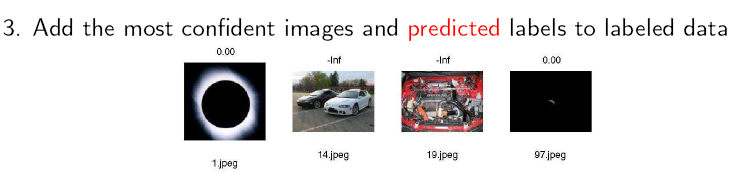 3. Add the most confident images and predicted labels to labeled data
0.00 -Inf -Inf 0.00
1.jpeg 14.jpeg 19.jpeg 97.jpeg